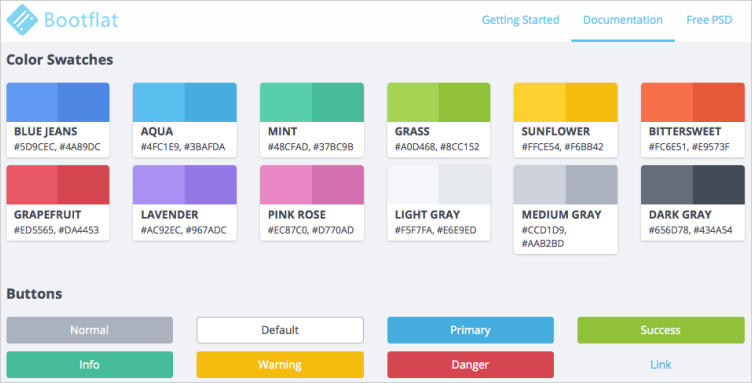 Bootflat
Getting Started
Documentation
Free PSD
Color Swatches
BLUE JEANS
#5D9CEC, #4A89DC
AQUA
#4FC1E9, #3BAFDA
MINT
#48CFAD, #37BC9B
GRASS
#A0D468, #8CC152
SUNFLOWER
#FFCE54, #F6BB42
BITTERSWEET
#FC6E51, #E9573F
GRAPEFRUIT
#ED5565, #DA4453
LAVENDER
#AC92EC, #967ADC
PINK ROSE
#EC87C0, #D770AD
LIGHT GRAY
#F5F7FA, #E6E9ED
MEDIUM GRAY
#CCD1D9,
#AAB2BD
DARK GRAY
#656D78, #434A54
Buttons
Normal
Default
Primary
Success
Info
Warning
Danger
Link